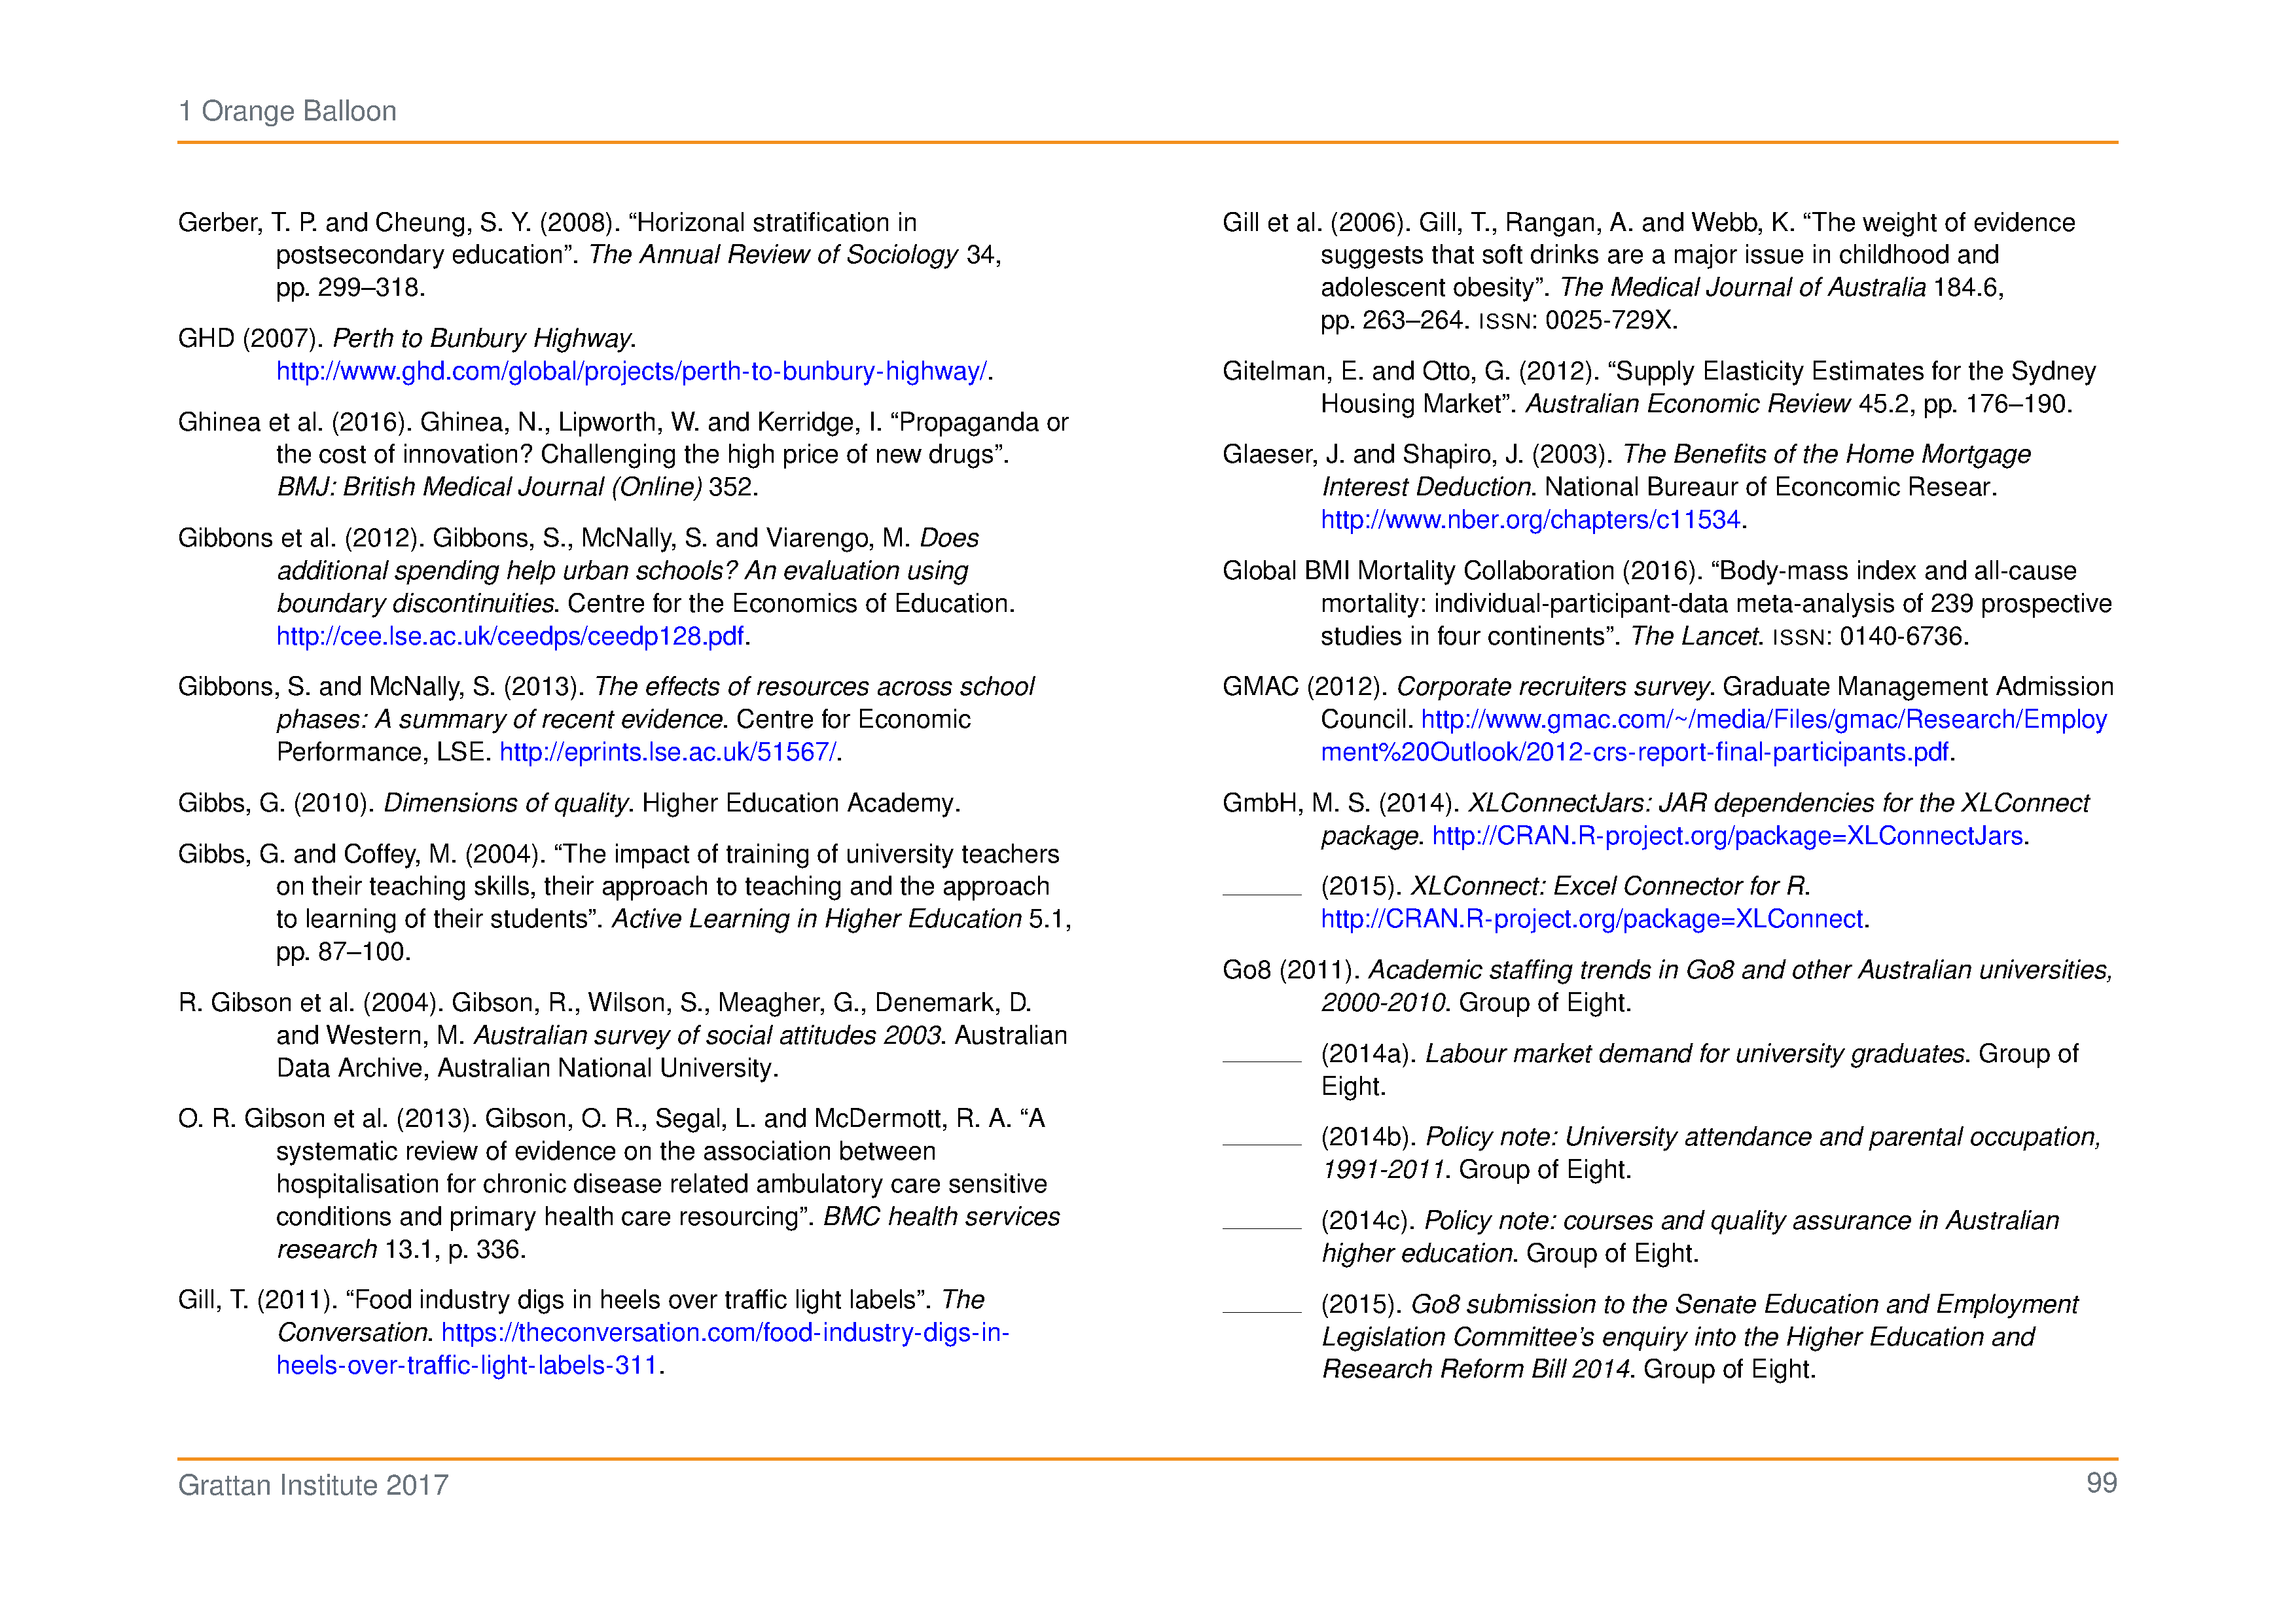 1 Orange Balloon
Gerber, T. P. and Cheung, S. Y. (2008). “Horizonal stratification in
postsecondary education”. The Annual Review of Sociology 34,
pp. 299–318.
GHD (2007). Perth to Bunbury Highway.
http://www.ghd.com/global/projects/perth-to-bunbury-highway/.
Ghinea et al. (2016). Ghinea, N., Lipworth, W. and Kerridge, I. “Propaganda or
the cost of innovation? Challenging the high price of new drugs”.
BMJ: British Medical Journal (Online) 352.
Gibbons et al. (2012). Gibbons, S., McNally, S. and Viarengo, M. Does
additional spending help urban schools? An evaluation using
boundary discontinuities. Centre for the Economics of Education.
http://cee.lse.ac.uk/ceedps/ceedp128.pdf.
Gibbons, S. and McNally, S. (2013). The effects of resources across school
phases: A summary of recent evidence. Centre for Economic
Performance, LSE. http://eprints.lse.ac.uk/51567/.
Gibbs, G. (2010). Dimensions of quality. Higher Education Academy.
Gibbs, G. and Coffey, M. (2004). “The impact of training of university teachers
on their teaching skills, their approach to teaching and the approach
to learning of their students”. Active Learning in Higher Education 5.1,
pp. 87–100.
R. Gibson et al. (2004). Gibson, R., Wilson, S., Meagher, G., Denemark, D.
and Western, M. Australian survey of social attitudes 2003. Australian
Data Archive, Australian National University.
O. R. Gibson et al. (2013). Gibson, O. R., Segal, L. and McDermott, R. A. “A
systematic review of evidence on the association between
hospitalisation for chronic disease related ambulatory care sensitive
conditions and primary health care resourcing”. BMC health services
research 13.1, p. 336.
Gill, T. (2011). “Food industry digs in heels over traffic light labels”. The
Conversation. https://theconversation.com/food-industry-digs-in-
heels-over-traffic-light-labels-311.
Gill et al. (2006). Gill, T., Rangan, A. and Webb, K. “The weight of evidence
suggests that soft drinks are a major issue in childhood and
adolescent obesity”. The Medical Journal of Australia 184.6,
pp. 263–264. ISSN: 0025-729X.
Gitelman, E. and Otto, G. (2012). “Supply Elasticity Estimates for the Sydney
Housing Market”. Australian Economic Review 45.2, pp. 176–190.
Glaeser, J. and Shapiro, J. (2003). The Benefits of the Home Mortgage
Interest Deduction. National Bureaur of Econcomic Resear.
http://www.nber.org/chapters/c11534.
Global BMI Mortality Collaboration (2016). “Body-mass index and all-cause
mortality: individual-participant-data meta-analysis of 239 prospective
studies in four continents”. The Lancet. ISSN: 0140-6736.
GMAC (2012). Corporate recruiters survey. Graduate Management Admission
Council. http://www.gmac.com/~/media/Files/gmac/Research/Employ
ment%20Outlook/2012-crs-report-final-participants.pdf.
GmbH, M. S. (2014). XLConnectJars: JAR dependencies for the XLConnect
package. http://CRAN.R-project.org/package=XLConnectJars.
______ (2015). XLConnect: Excel Connector for R.
http://CRAN.R-project.org/package=XLConnect.
Go8 (2011). Academic staffing trends in Go8 and other Australian universities,
2000-2010. Group of Eight.
______ (2014a). Labour market demand for university graduates. Group of
Eight.
______ (2014b). Policy note: University attendance and parental occupation,
1991-2011. Group of Eight.
______ (2014c). Policy note: courses and quality assurance in Australian
higher education. Group of Eight.
______ (2015). Go8 submission to the Senate Education and Employment
Legislation Committee’s enquiry into the Higher Education and
Research Reform Bill 2014. Group of Eight.
Grattan Institute 2017
99